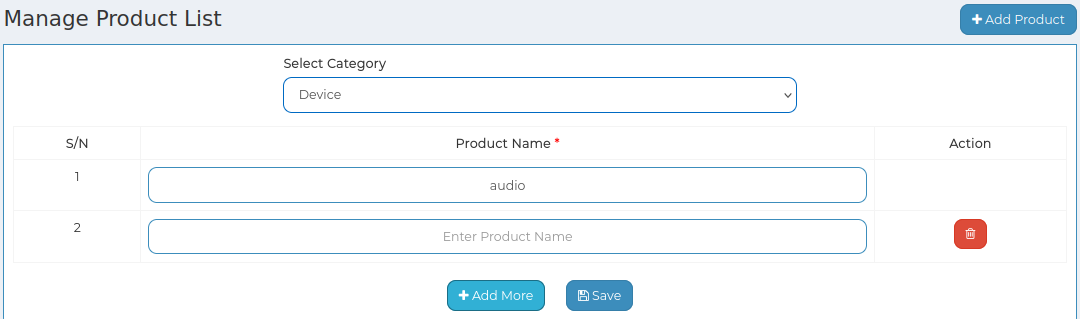 Manage Product List
Add Product
Select Category
Device
S/N Product Name * Action
1 audio
2 Enter Product Name
Add More Save